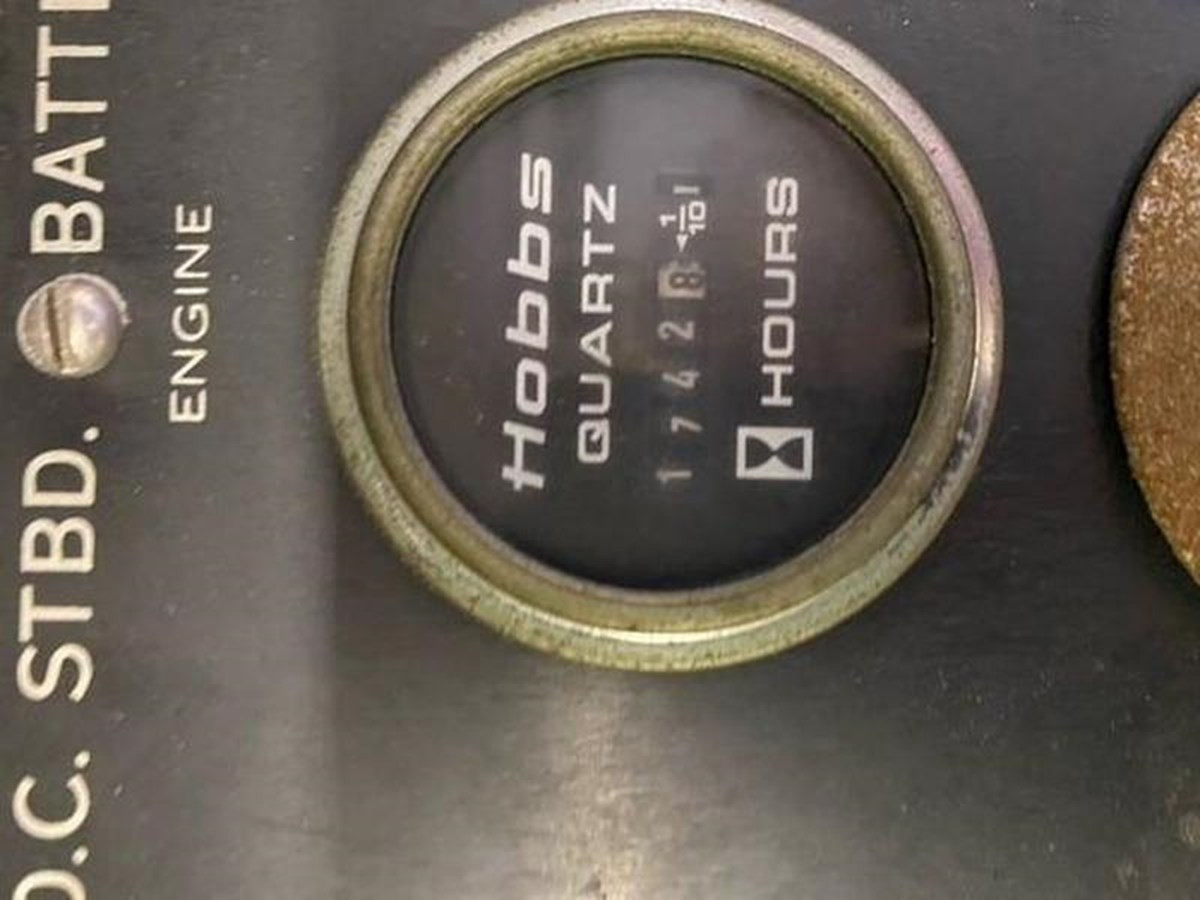 D.C. STBD. BATT
ENGINE
Hobbs
QUARTZ
1 7 4 2 8 1/10
HOURS